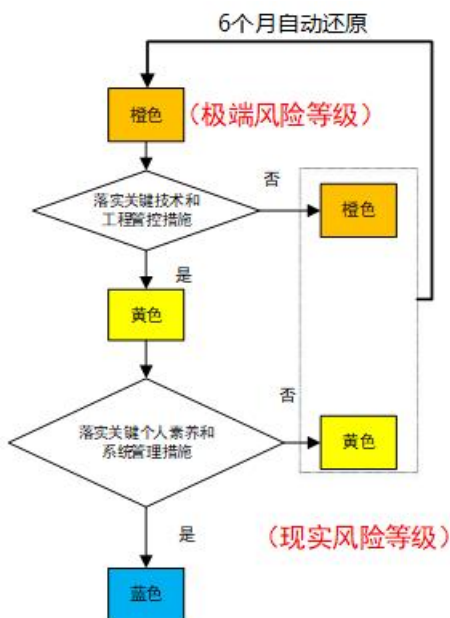 6个月自动还原
橙色
（极端风险等级）
落实关键技术和
工程管控措施
否
橙色
是
黄色
落实关键个人素养和
系统管理措施
否
黄色
是
（现实风险等级）
蓝色